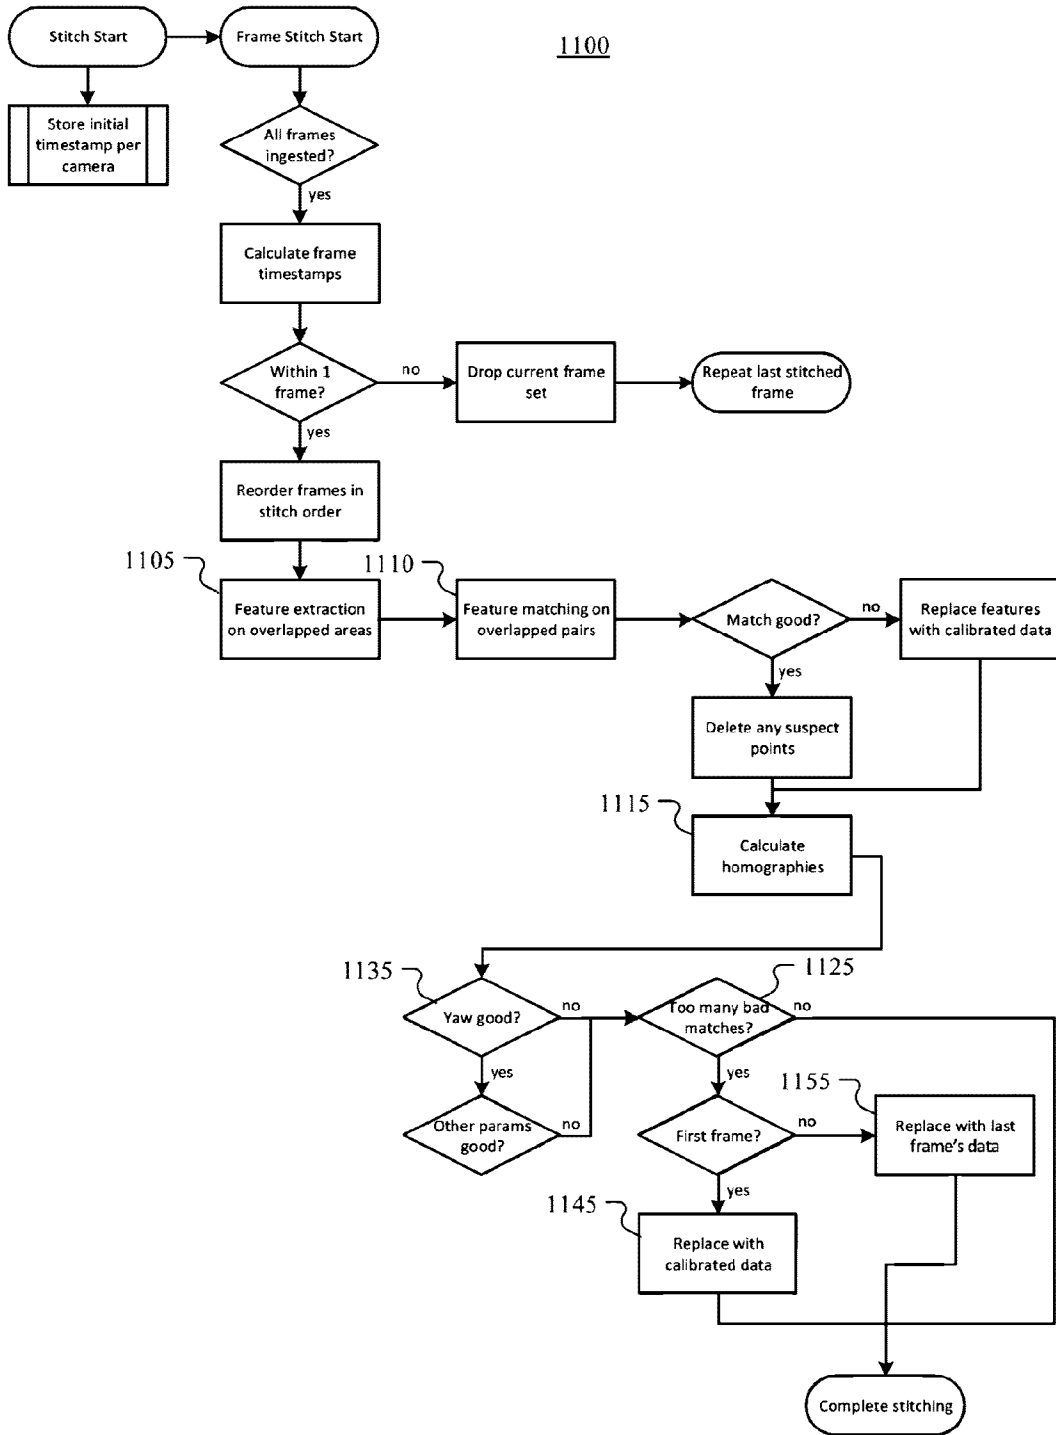 Stitch Start
Frame Stitch Start
1100
Store initial
timestamp per
camera
All frames
ingested?
yes
Calculate frame
timestamps
Within 1
frame?
no
Drop current frame
set
Repeat last stitched
frame
yes
Reorder frames in
stitch order
1105
Feature extraction
on overlapped areas
1110
Feature matching on
overlapped pairs
Match good?
no
Replace features
with calibrated data
yes
Delete any suspect
points
1115
Calculate
homographies
1135
Yaw good?
no
1125
Too many bad
matches?
no
yes
Other params
good?
no
yes
First frame?
no
1155
Replace with last
frame's data
yes
1145
Replace with
calibrated data
Complete stitching